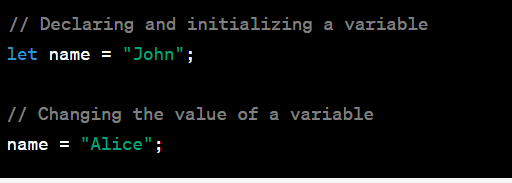 // Declaring and initializing a variable
let name = "John";
// Changing the value of a variable
name = "Alice";